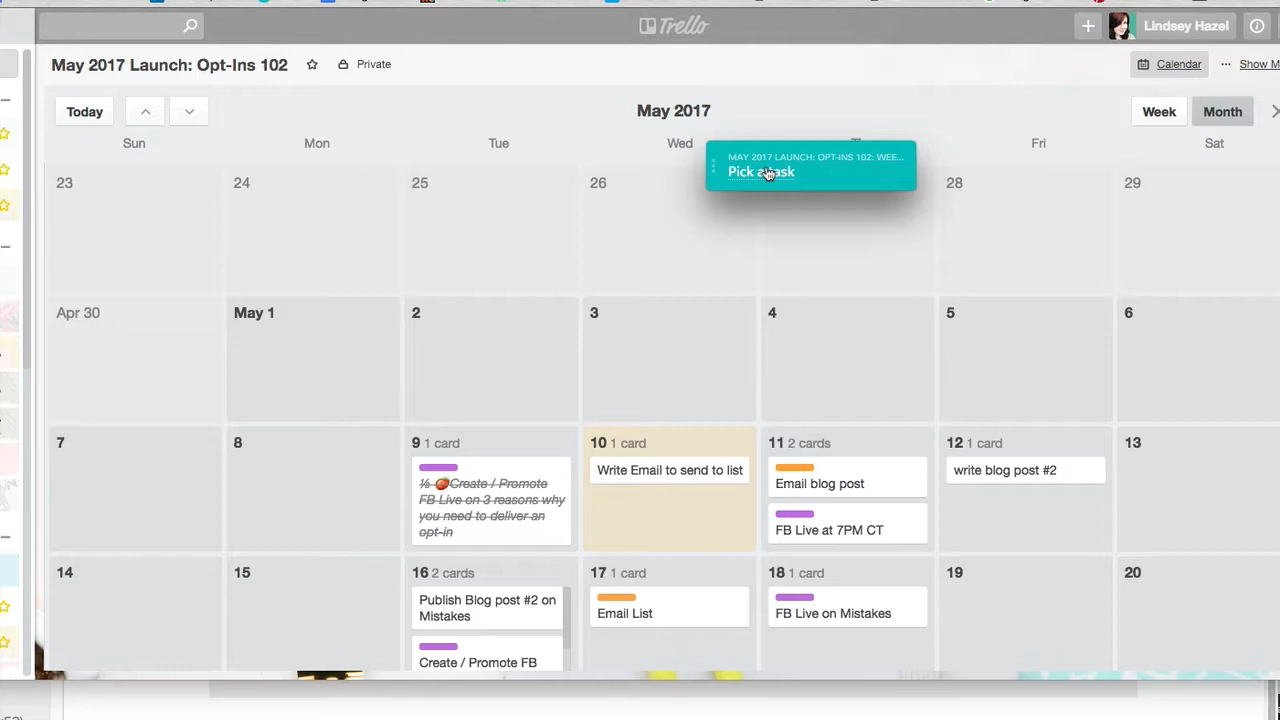 Trello
Lindsey Hazel
May 2017 Launch: Opt-Ins 102
Private
Calendar
Show M
Today
May 2017
Week
Month
Sun
Mon
Tue
Wed
Fri
Sat
MAY 2017 LAUNCH: OPT-INS 102: WEE...
Pick a task
23
24
25
26
28
29
Apr 30
May 1
2
3
4
5
6
7
8
9 1 card
10 1 card
11 2 cards
12 1 card
13
⅙ 🍅Create / Promote
FB Live on 3 reasons why
you need to deliver an
opt-in
Write Email to send to list
Email blog post
FB Live at 7PM CT
write blog post #2
14
15
16 2 cards
17 1 card
18 1 card
19
20
Publish Blog post #2 on
Mistakes
Create / Promote FB
Email List
FB Live on Mistakes